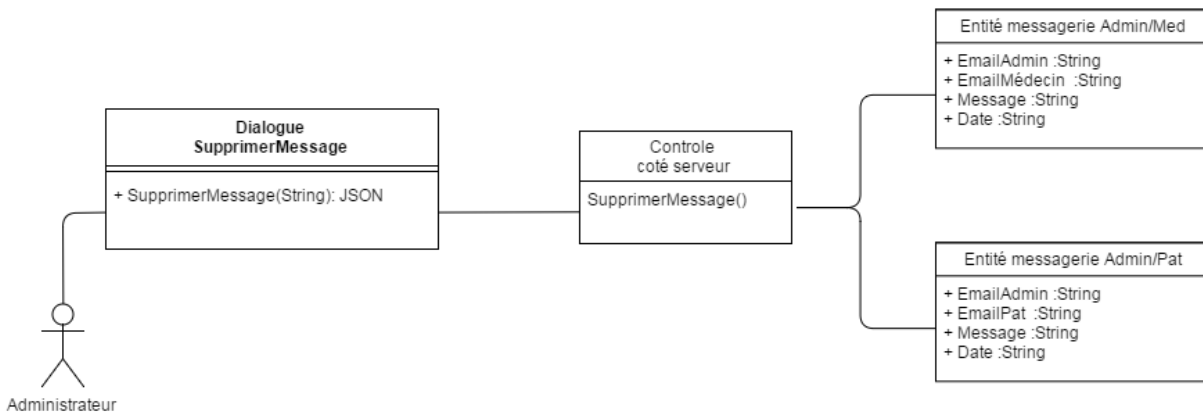 Dialogue
SupprimerMessage
+ SupprimerMessage(String): JSON
Administrateur
Controle
coté serveur
SupprimerMessage()
Entité messagerie Admin/Med
+ EmailAdmin :String
+ EmailMédecin :String
+ Message :String
+ Date :String
Entité messagerie Admin/Pat
+ EmailAdmin :String
+ EmailPat :String
+ Message :String
+ Date :String